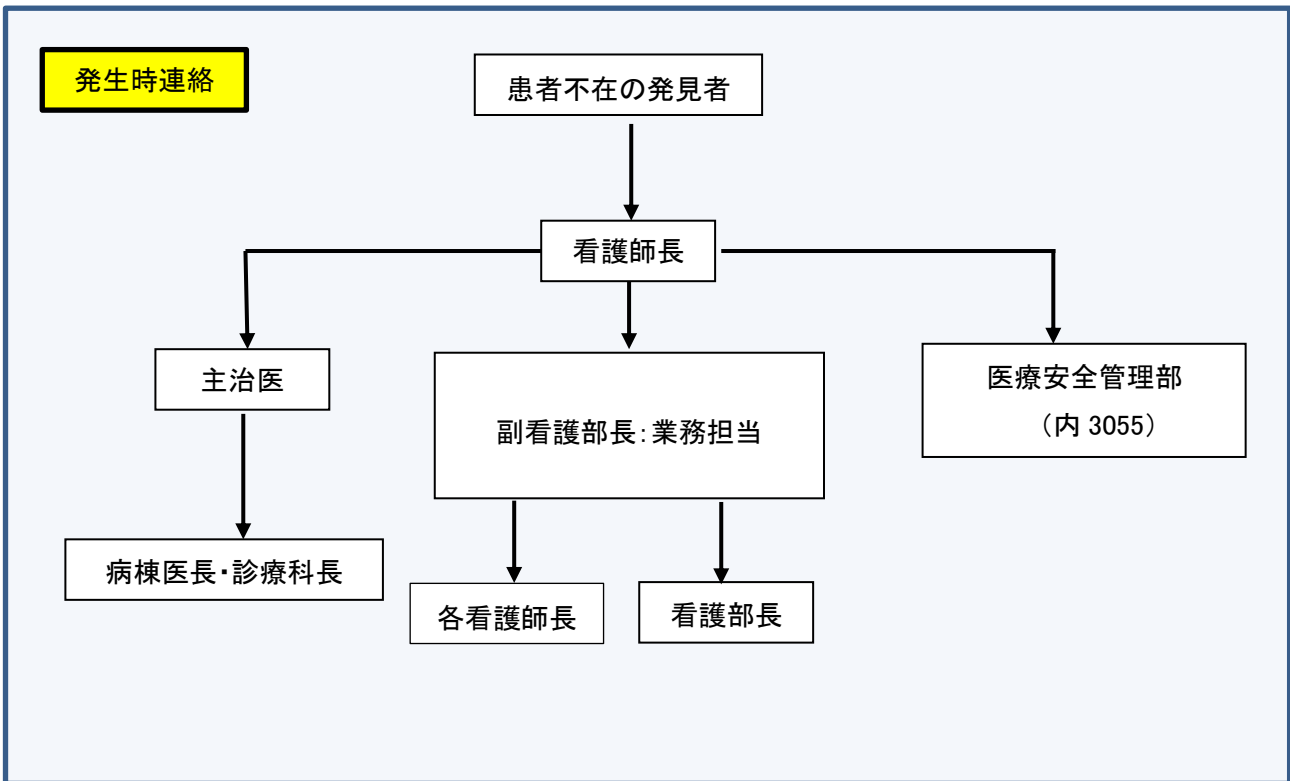 発生時連絡
患者不在の発見者
看護師長
主治医
副看護部長：業務担当
医療安全管理部
（内 3055）
病棟医長・診療科長
各看護師長
看護部長